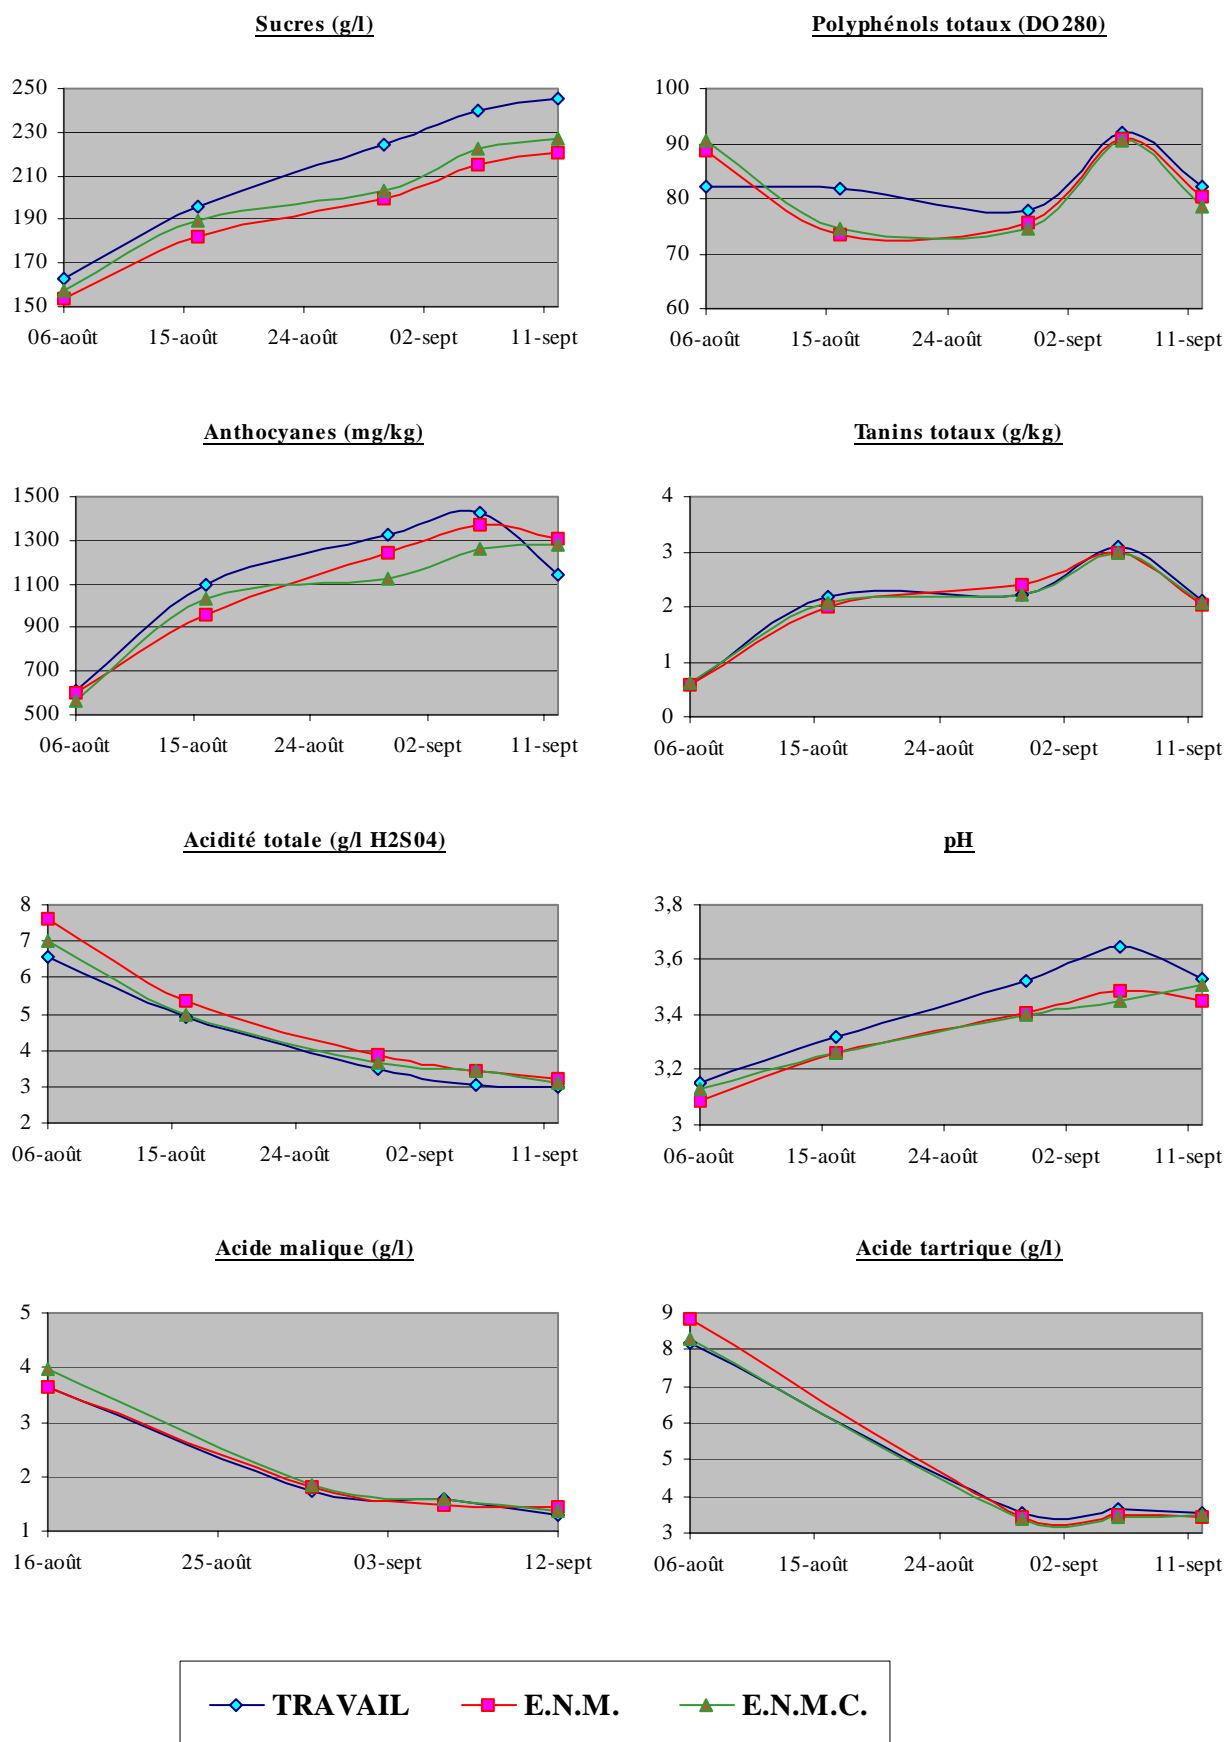 Sucres (g/l)
250
230
210
190
170
150
06-août 15-août 24-août 02-sept 11-sept
Polyphénols totaux (DO280)
100
90
80
70
60
06-août 15-août 24-août 02-sept 11-sept
Anthocyanes (mg/kg)
1500
1300
1100
900
700
500
06-août 15-août 24-août 02-sept 11-sept
Tanins totaux (g/kg)
4
3
2
1
0
06-août 15-août 24-août 02-sept 11-sept
Acidité totale (g/l H2S04)
8
7
6
5
4
3
2
06-août 15-août 24-août 02-sept 11-sept
pH
3,8
3,6
3,4
3,2
3
06-août 15-août 24-août 02-sept 11-sept
Acide malique (g/l)
5
4
3
2
1
16-août 25-août 03-sept 12-sept
Acide tartrique (g/l)
9
8
7
6
5
4
3
06-août 15-août 24-août 02-sept 11-sept
TRAVAIL E.N.M. E.N.M.C.